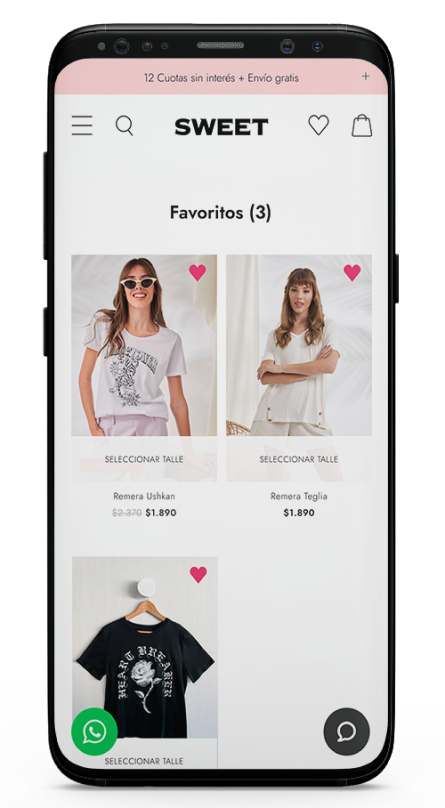 12 Cuotas sin interés + Envío gratis +
SWEET
Favoritos (3)
SELECCIONAR TALLE SELECCIONAR TALLE
Remera Ushkan Remera Teglia
$2.370 $1.890 $1.890
HEART BREAKER
SELECCIONAR TALLE